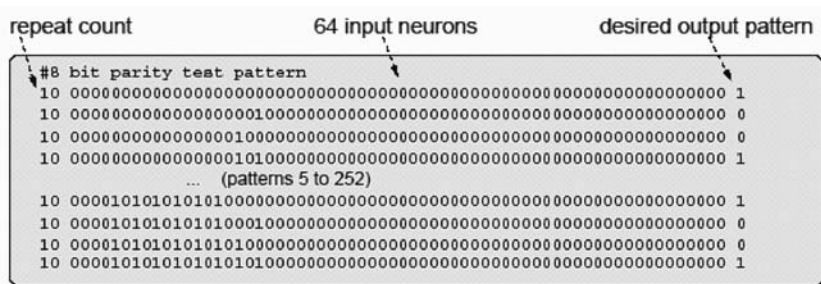 repeat count 64 input neurons desired output pattern
#8 bit parity test pattern
10 0000000000000000000000000000000000000000000000000000000000000000 1
10 0000000000000000001000000000000000000000000000000000000000000000 0
10 0000000000000000100000000000000000000000000000000000000000000000 0
10 0000000000000000101000000000000000000000000000000000000000000000 1
... (patterns 5 to 252)
10 0000101010101010000000000000000000000000000000000000000000000000 1
10 0000101010101010001000000000000000000000000000000000000000000000 0
10 0000101010101010100000000000000000000000000000000000000000000000 0
10 0000101010101010101000000000000000000000000000000000000000000000 1